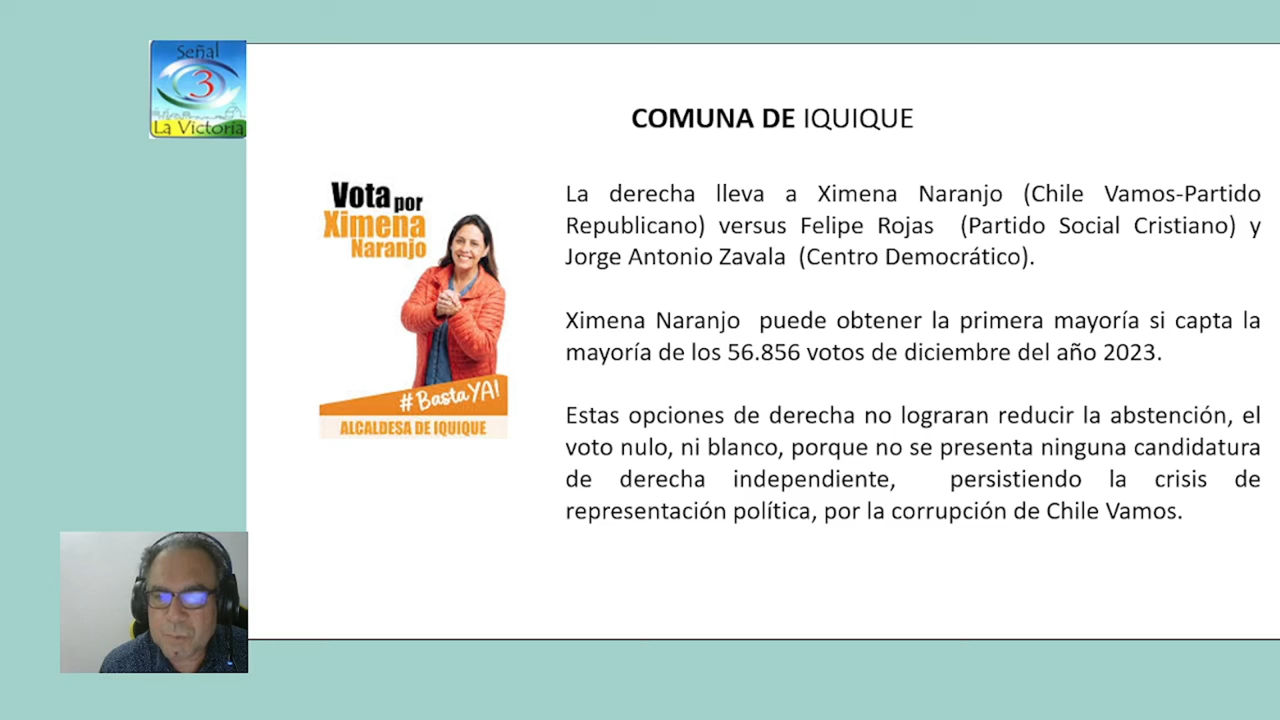 Señal
3
La Victoria
COMUNA DE IQUIQUE
Vota por
Ximena
Naranjo
#BastaYA!
ALCALDESA DE IQUIQUE
La derecha lleva a Ximena Naranjo (Chile Vamos-Partido
Republicano) versus Felipe Rojas (Partido Social Cristiano) y
Jorge Antonio Zavala (Centro Democrático).
Ximena Naranjo puede obtener la primera mayoría si capta la
mayoría de los 56.856 votos de diciembre del año 2023.
Estas opciones de derecha no lograran reducir la abstención, el
voto nulo, ni blanco, porque no se presenta ninguna candidatura
de derecha independiente, persistiendo la crisis de
representación política, por la corrupción de Chile Vamos.